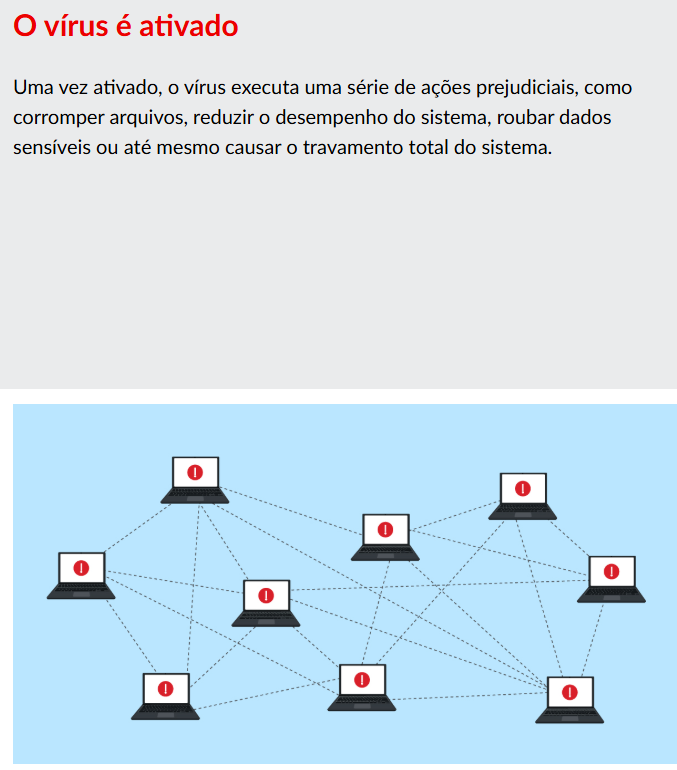 O vírus é ativado
Uma vez ativado, o vírus executa uma série de ações prejudiciais, como
corromper arquivos, reduzir o desempenho do sistema, roubar dados
sensíveis ou até mesmo causar o travamento total do sistema.